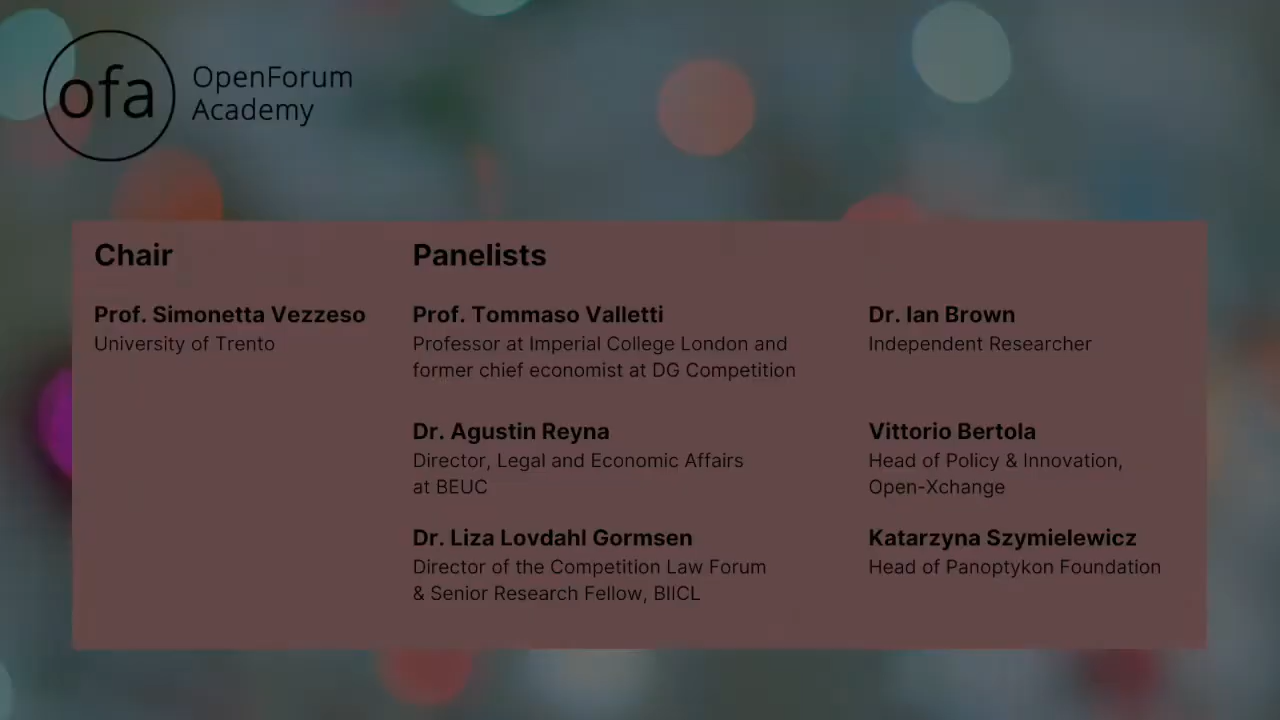 ofa
OpenForum
Academy
Chair
Prof. Simonetta Vezzeso
University of Trento
Panelists
Prof. Tommaso Valletti
Professor at Imperial College London and
former chief economist at DG Competition
Dr. Ian Brown
Independent Researcher
Dr. Agustin Reyna
Director, Legal and Economic Affairs
at BEUC
Vittorio Bertola
Head of Policy & Innovation,
Open-Xchange
Dr. Liza Lovdahl Gormsen
Director of the Competition Law Forum
& Senior Research Fellow, BIICL
Katarzyna Szymielewicz
Head of Panoptykon Foundation